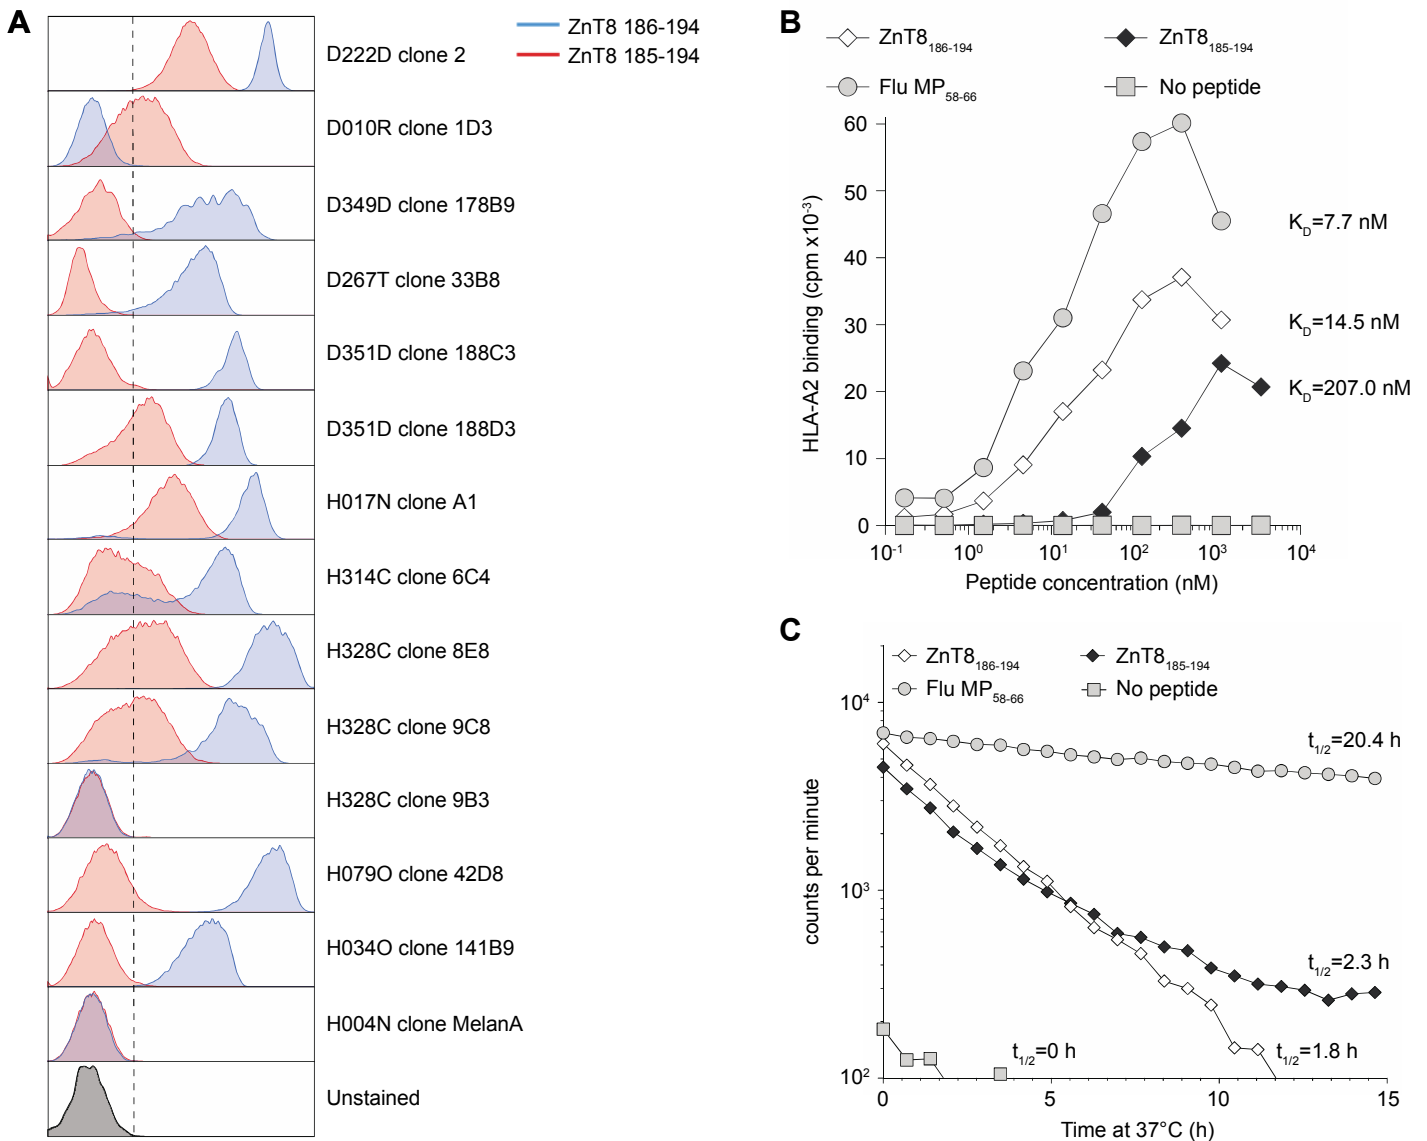 A
ZnT8 186-194
ZnT8 185-194
D222D clone 2
D010R clone 1D3
D349D clone 178B9
D267T clone 33B8
D351D clone 188C3
D351D clone 188D3
H017N clone A1
H314C clone 6C4
H328C clone 8E8
H328C clone 9C8
H328C clone 9B3
H079O clone 42D8
H034O clone 141B9
H004N clone MelanA
Unstained
B
ZnT8186-194
ZnT8185-194
Flu MP58-66
No peptide
HLA-A2 binding (cpm x10-3)
60
50
40
30
20
10
0
KD=7.7 nM
KD=14.5 nM
KD=207.0 nM
10-1
100
101
102
103
104
Peptide concentration (nM)
C
ZnT8186-194
ZnT8185-194
Flu MP58-66
No peptide
counts per minute
104
103
102
t1/2=20.4 h
t1/2=2.3 h
t1/2=0 h
t1/2=1.8 h
0
5
10
15
Time at 37°C (h)